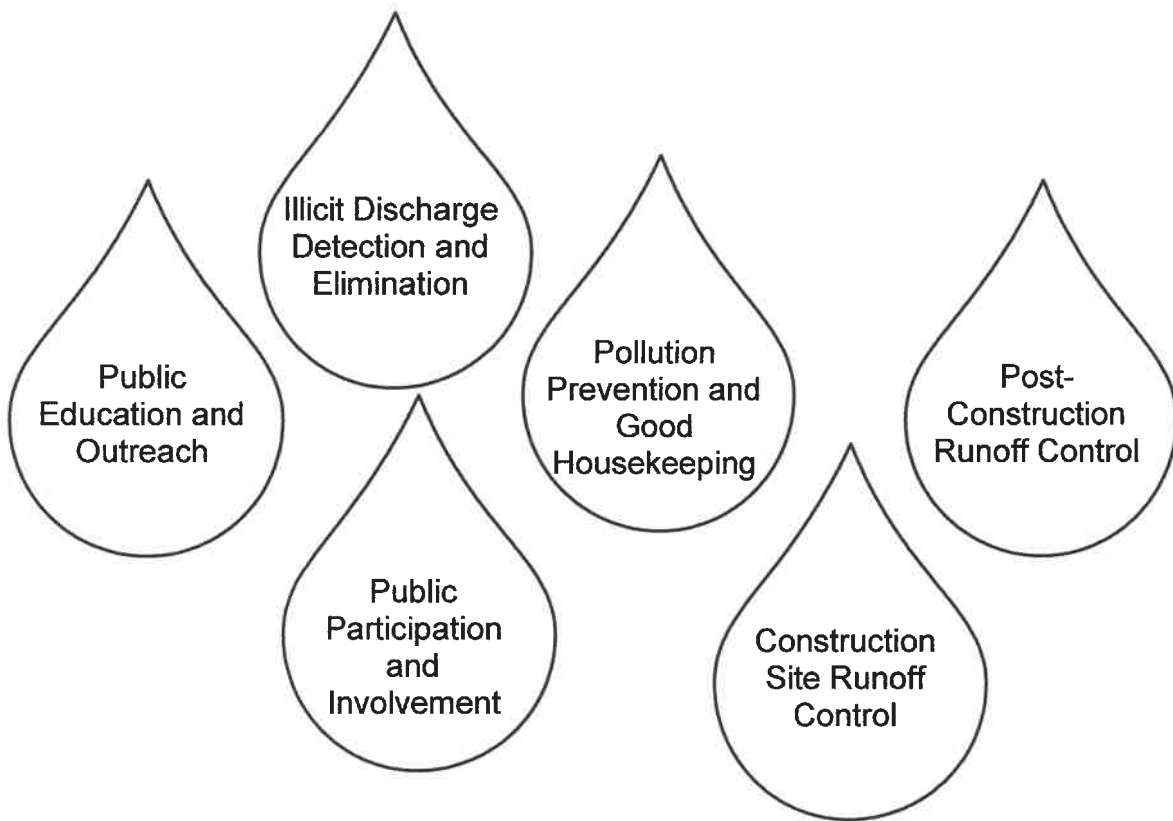 Illicit Discharge
Detection and
Elimination
Public
Education and
Outreach
Pollution
Prevention and
Good
Housekeeping
Post-
Construction
Runoff Control
Public
Participation
and
Involvement
Construction
Site Runoff
Control